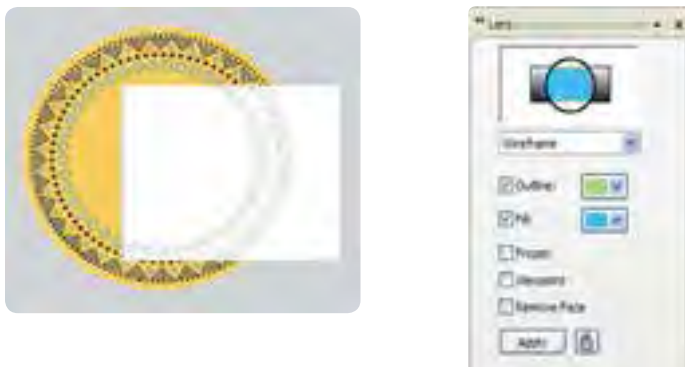 Lens
Wireframe
Outline:
Fill:
Frozen
Viewpoint
Remove Face
Apply